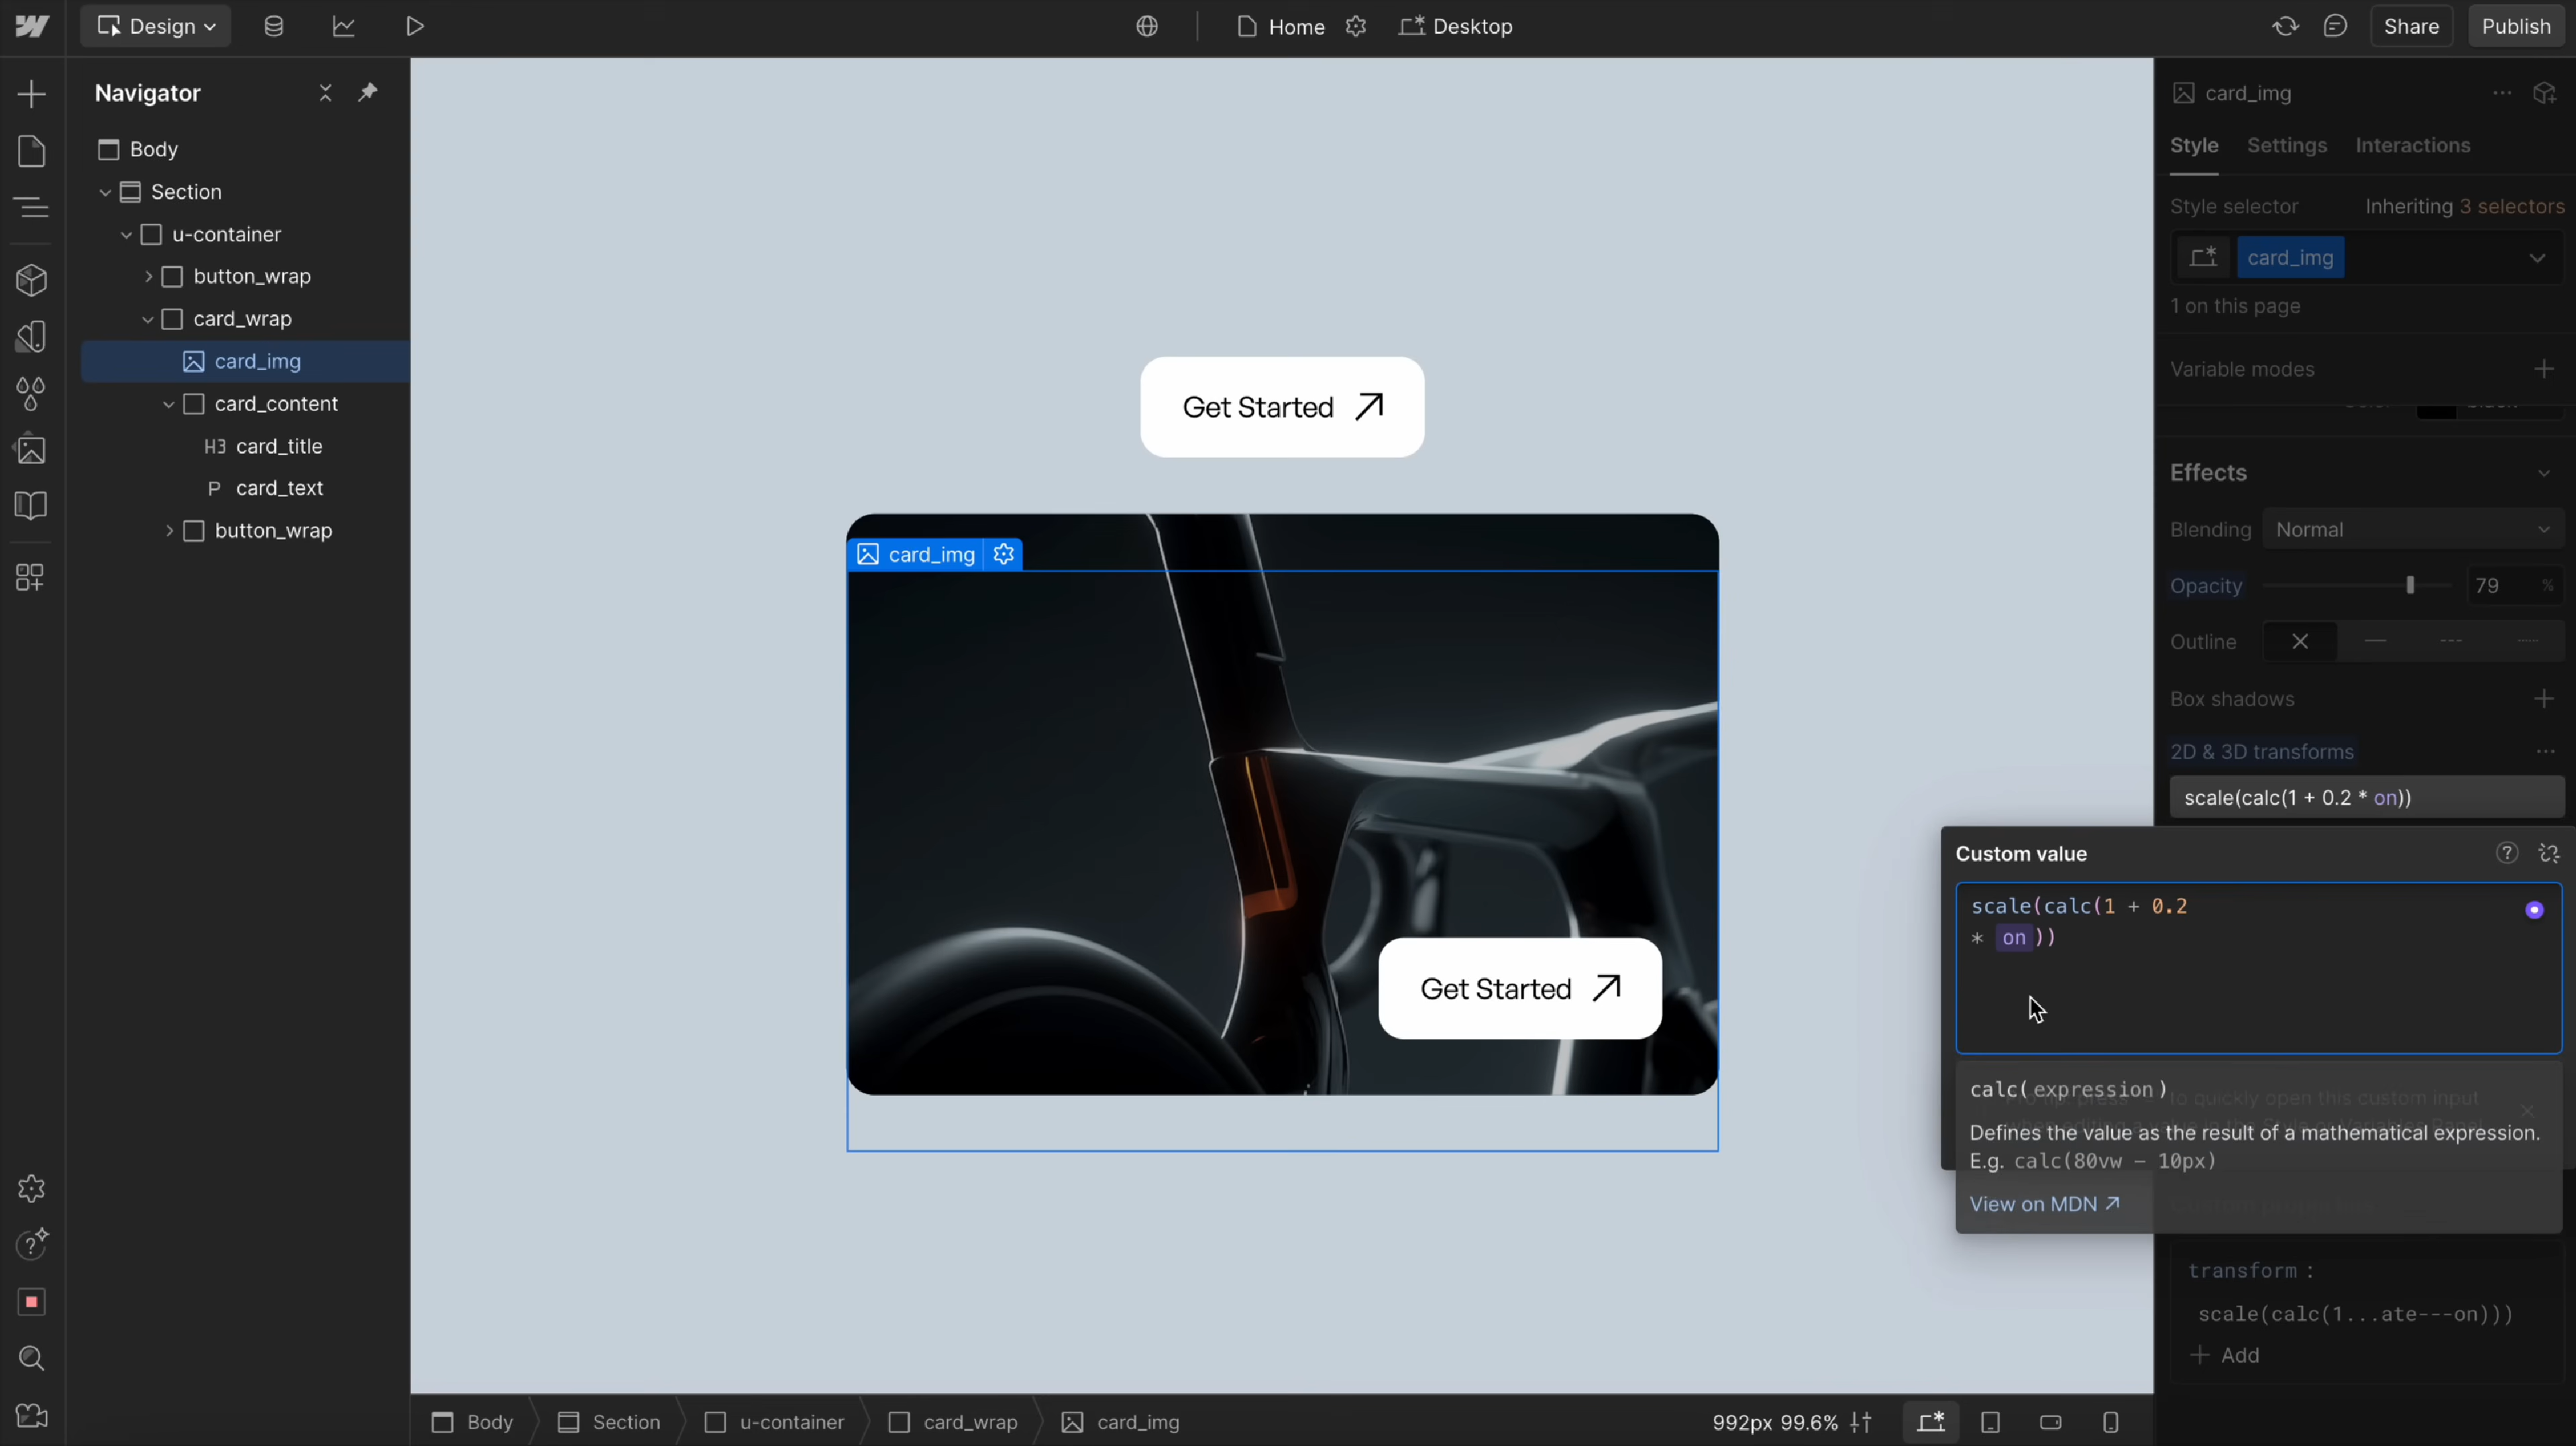 Design
Home
Desktop
Share
Publish
Navigator
Body
Section
u-container
button_wrap
card_wrap
card_img
card_content
H3 card_title
P card_text
button_wrap
Get Started
card_img
Get Started
card_img
Style Settings Interactions
Style selector Inheriting 3 selectors
card_img
1 on this page
Variable modes
Effects
Blending Normal
Opacity 79 %
Outline
Box shadows
2D & 3D transforms
scale(calc(1 + 0.2 * on))
Custom value
scale(calc(1 + 0.2
* on))
calc(expression)
Defines the value as the result of a mathematical expression.
E.g. calc(80vw – 10px)
View on MDN
transform :
scale(calc(1...ate---on)))
Add
Body Section u-container card_wrap card_img
992px 99.6%